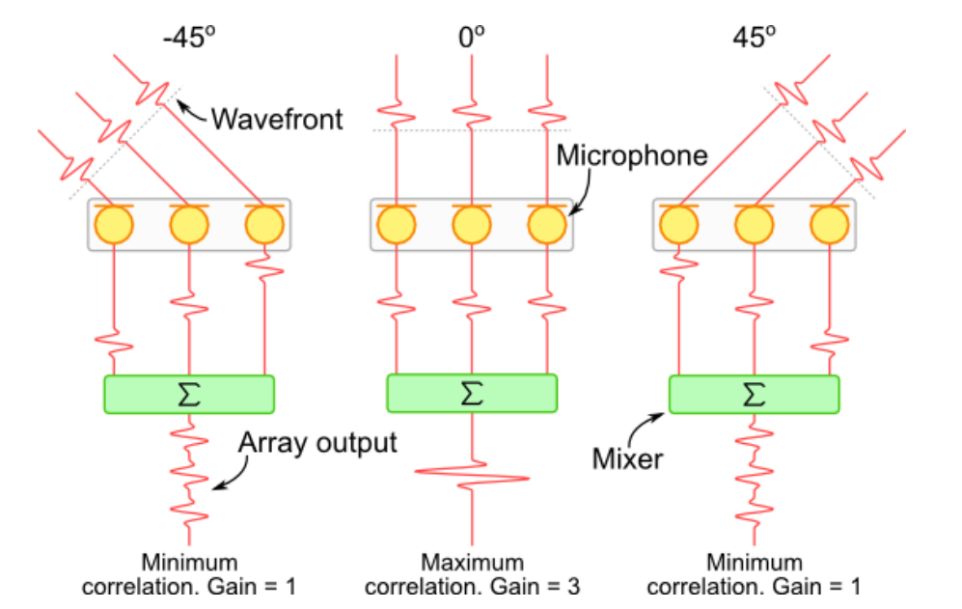 -45º
0º
45º
Wavefront
Microphone
Σ
Σ
Σ
Array output
Mixer
Minimum
correlation. Gain = 1
Maximum
correlation. Gain = 3
Minimum
correlation. Gain = 1